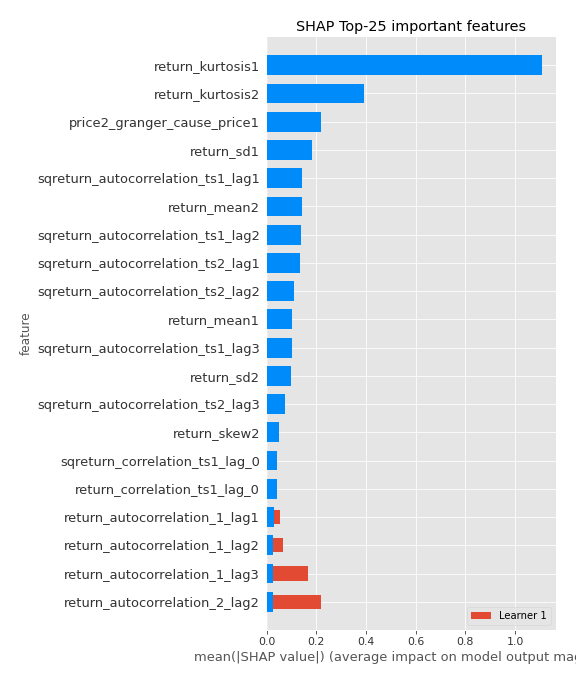 SHAP Top-25 important features
return_kurtosis1
return_kurtosis2
price2_granger_cause_price1
return_sd1
sqreturn_autocorrelation_ts1_lag1
return_mean2
sqreturn_autocorrelation_ts1_lag2
sqreturn_autocorrelation_ts2_lag1
sqreturn_autocorrelation_ts2_lag2
return_mean1
sqreturn_autocorrelation_ts1_lag3
return_sd2
sqreturn_autocorrelation_ts2_lag3
return_skew2
sqreturn_correlation_ts1_lag_0
return_correlation_ts1_lag_0
return_autocorrelation_1_lag1
return_autocorrelation_1_lag2
return_autocorrelation_1_lag3
return_autocorrelation_2_lag2
feature
Learner 1
0.0 0.2 0.4 0.6 0.8 1.0
mean(|SHAP value|) (average impact on model output mag